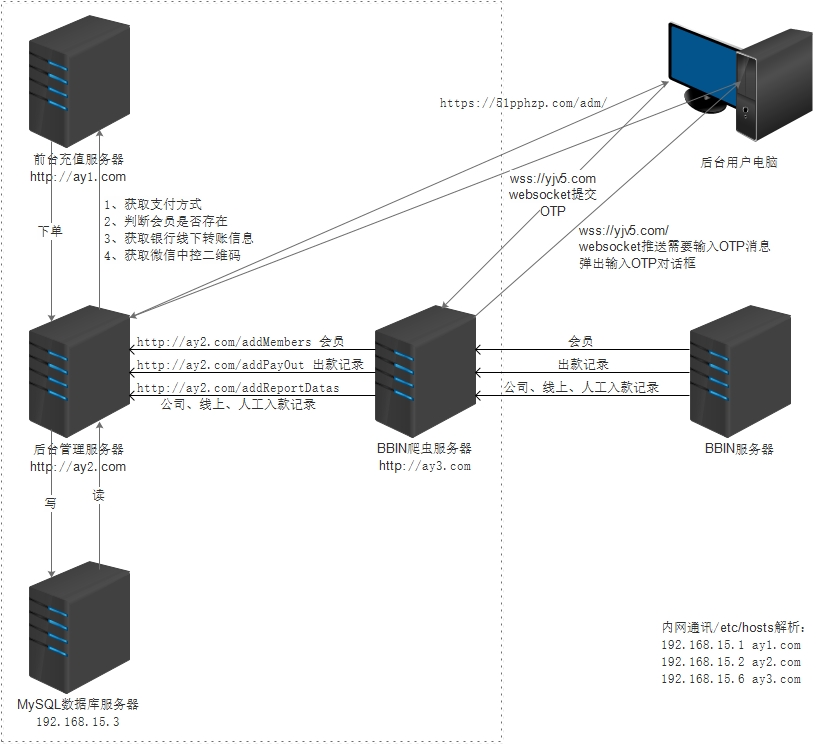 https://51pphzp.com/adm/
前台充值服务器
http://ay1.com
后台用户电脑
wss://yjv5.com
websocket提交
OTP
1、获取支付方式
2、判断会员是否存在
3、获取银行线下转账信息
4、获取微信中控二维码
下单
wss://yjv5.com/
websocket推送需要输入OTP消息
弹出输入OTP对话框
http://ay2.com/addMembers 会员
会员
http://ay2.com/addPayOut 出款记录
出款记录
http://ay2.com/addReportDatas
公司、线上、人工入款记录
公司、线上、人工入款记录
后台管理服务器
http://ay2.com
BBIN爬虫服务器
http://ay3.com
BBIN服务器
写
读
内网通讯/etc/hosts解析：
192.168.15.1 ay1.com
192.168.15.2 ay2.com
192.168.15.6 ay3.com
MySQL数据库服务器
192.168.15.3